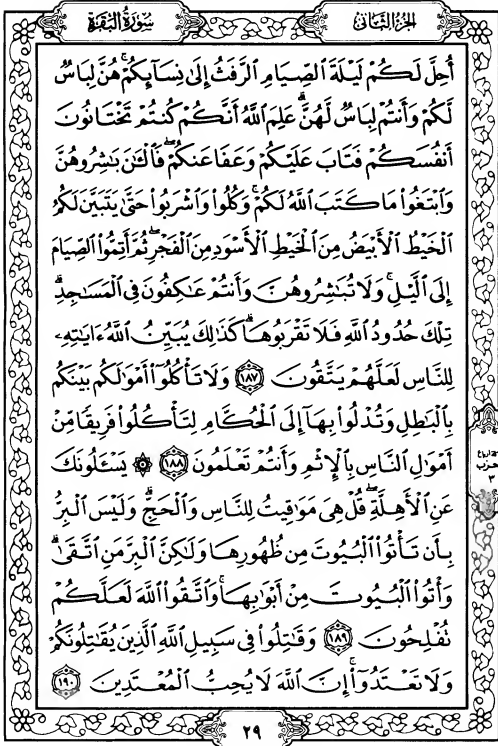 الجزء الثاني
سورة البقرة
أُحِلَّ لَكُمْ لَيْلَةَ ٱلصِّيَامِ ٱلرَّفَثُ إِلَىٰ نِسَآئِكُمْ ۚ هُنَّ لِبَاسٌ
لَّكُمْ وَأَنتُمْ لِبَاسٌ لَّهُنَّ ۗ عَلِمَ ٱللَّهُ أَنَّكُمْ كُنتُمْ تَخْتَانُونَ
أَنفُسَكُمْ فَتَابَ عَلَيْكُمْ وَعَفَا عَنكُمْ ۖ فَٱلْـَٰٔنَ بَـٰشِرُوهُنَّ
وَٱبْتَغُوا۟ مَا كَتَبَ ٱللَّهُ لَكُمْ ۚ وَكُلُوا۟ وَٱشْرَبُوا۟ حَتَّىٰ يَتَبَيَّنَ لَكُمُ
ٱلْخَيْطُ ٱلْأَبْيَضُ مِنَ ٱلْخَيْطِ ٱلْأَسْوَدِ مِنَ ٱلْفَجْرِ ۖ ثُمَّ أَتِمُّوا۟ ٱلصِّيَامَ
إِلَى ٱلَّيْلِ ۚ وَلَا تُبَـٰشِرُوهُنَّ وَأَنتُمْ عَـٰكِفُونَ فِى ٱلْمَسَـٰجِدِ ۗ
تِلْكَ حُدُودُ ٱللَّهِ فَلَا تَقْرَبُوهَا ۗ كَذَٰلِكَ يُبَيِّنُ ٱللَّهُ ءَايَـٰتِهِۦ
لِلنَّاسِ لَعَلَّهُمْ يَتَّقُونَ ١٨٧ وَلَا تَأْكُلُوٓا۟ أَمْوَٰلَكُم بَيْنَكُم
بِٱلْبَـٰطِلِ وَتُدْلُوا۟ بِهَآ إِلَى ٱلْحُكَّامِ لِتَأْكُلُوا۟ فَرِيقًا مِّنْ
أَمْوَٰلِ ٱلنَّاسِ بِٱلْإِثْمِ وَأَنتُمْ تَعْلَمُونَ ١٨٨ ۞ يَسْـَٔلُونَكَ
عَنِ ٱلْأَهِلَّةِ ۖ قُلْ هِىَ مَوَٰقِيتُ لِلنَّاسِ وَٱلْحَجِّ ۗ وَلَيْسَ ٱلْبِرُّ
بِأَن تَأْتُوا۟ ٱلْبُيُوتَ مِن ظُهُورِهَا وَلَـٰكِنَّ ٱلْبِرَّ مَنِ ٱتَّقَىٰ ۗ
وَأْتُوا۟ ٱلْبُيُوتَ مِنْ أَبْوَٰبِهَا ۚ وَٱتَّقُوا۟ ٱللَّهَ لَعَلَّكُمْ
تُفْلِحُونَ ١٨٩ وَقَـٰتِلُوا۟ فِى سَبِيلِ ٱللَّهِ ٱلَّذِينَ يُقَـٰتِلُونَكُمْ
وَلَا تَعْتَدُوٓا۟ ۚ إِنَّ ٱللَّهَ لَا يُحِبُّ ٱلْمُعْتَدِينَ ١٩٠
حزب
٣
٢٩